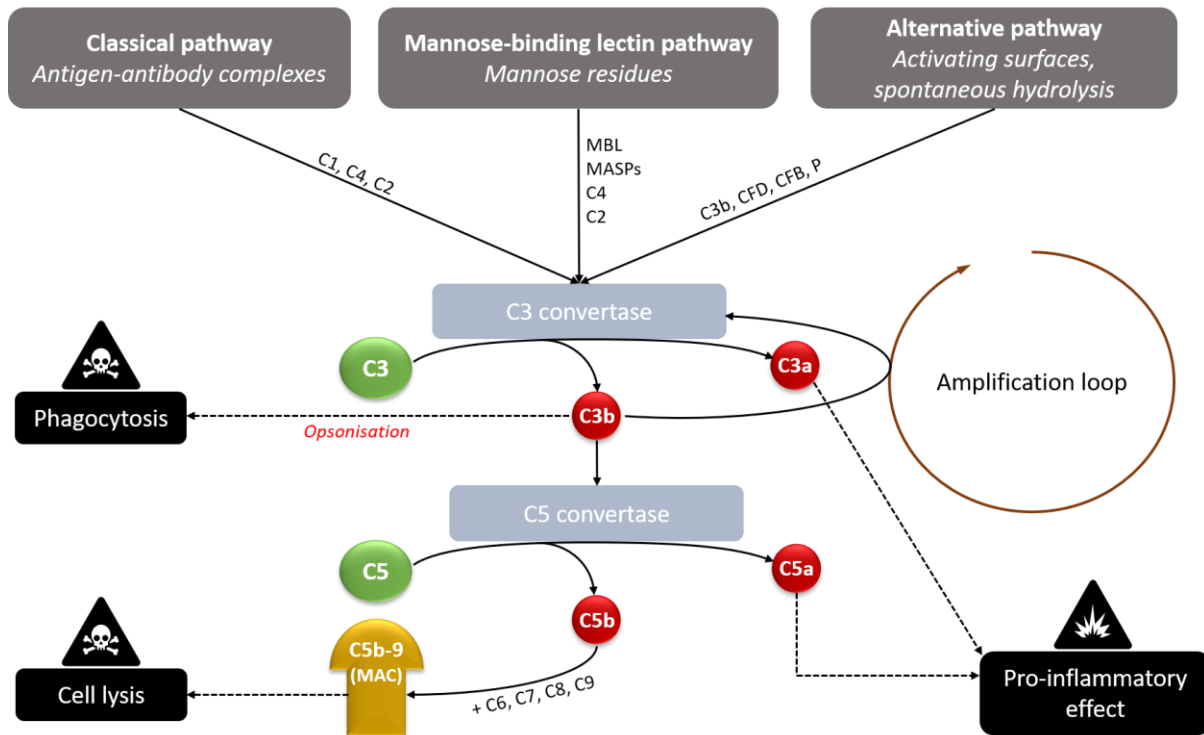 Classical pathway
Antigen-antibody complexes
Mannose-binding lectin pathway
Mannose residues
Alternative pathway
Activating surfaces,
spontaneous hydrolysis
C1, C4, C2
MBL
MASPs
C4
C2
C3b, CFD, CFB, P
C3 convertase
C3
C3a
C3b
Amplification loop
Phagocytosis
Opsonisation
C5 convertase
C5
C5a
C5b
C5b-9
(MAC)
+ C6, C7, C8, C9
Cell lysis
Pro-inflammatory
effect